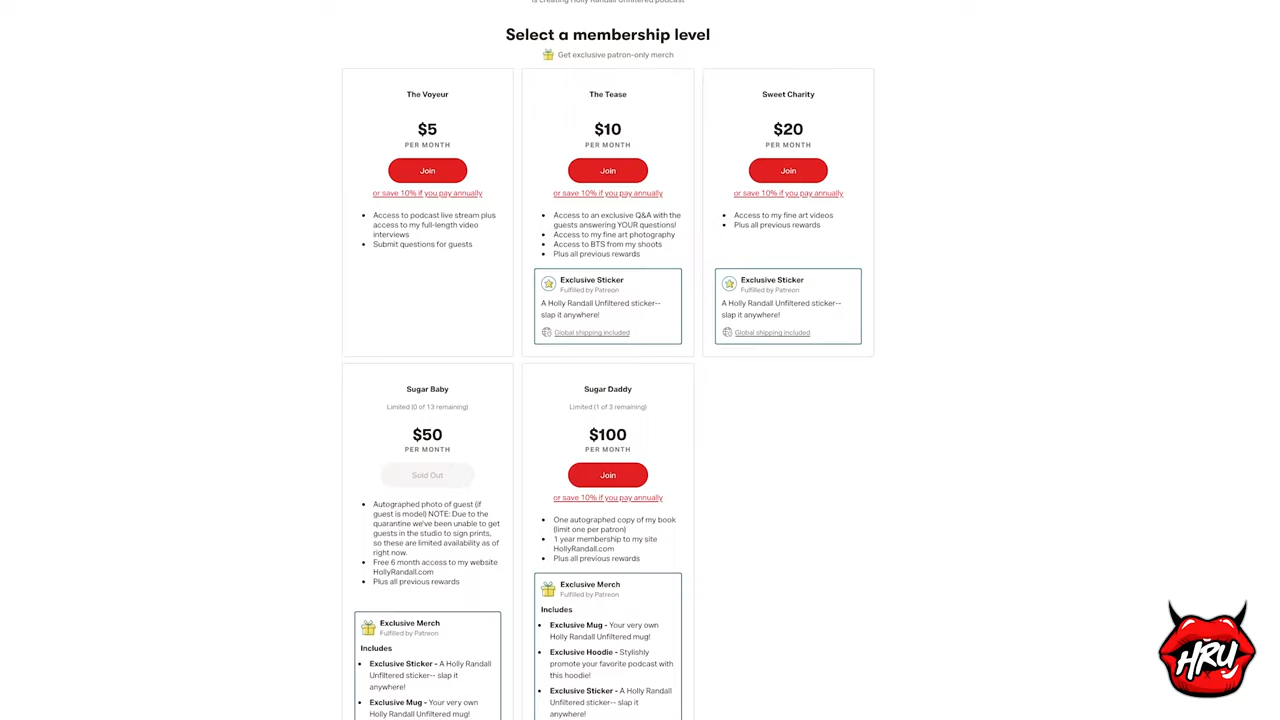 is creating Holly Randall Unfiltered podcast
Select a membership level
Get exclusive patron-only merch
The Voyeur
$5
PER MONTH
Join
or save 10% if you pay annually
Access to podcast live stream plus
access to my full-length video
interviews
Submit questions for guests
The Tease
$10
PER MONTH
Join
or save 10% if you pay annually
Access to an exclusive Q&A with the
guests answering YOUR questions!
Access to my fine art photography
Access to BTS from my shoots
Plus all previous rewards
Exclusive Sticker
Fulfilled by Patreon
A Holly Randall Unfiltered sticker--
slap it anywhere!
Global shipping included
Sweet Charity
$20
PER MONTH
Join
or save 10% if you pay annually
Access to my fine art videos
Plus all previous rewards
Exclusive Sticker
Fulfilled by Patreon
A Holly Randall Unfiltered sticker--
slap it anywhere!
Global shipping included
Sugar Baby
Limited (0 of 13 remaining)
$50
PER MONTH
Sold Out
Autographed photo of guest (if
guest is model) NOTE: Due to the
quarantine we've been unable to get
guests in the studio to sign prints,
so these are limited availability as of
right now.
Free 6 month access to my website
HollyRandall.com
Plus all previous rewards
Exclusive Merch
Fulfilled by Patreon
Includes
Exclusive Sticker - A Holly Randall
Unfiltered sticker-- slap it
anywhere!
Exclusive Mug - Your very own
Holly Randall Unfiltered mug!
Sugar Daddy
Limited (1 of 3 remaining)
$100
PER MONTH
Join
or save 10% if you pay annually
One autographed copy of my book
(limit one per patron)
1 year membership to my site
HollyRandall.com
Plus all previous rewards
Exclusive Merch
Fulfilled by Patreon
Includes
Exclusive Mug - Your very own
Holly Randall Unfiltered mug!
Exclusive Hoodie - Stylishly
promote your favorite podcast with
this hoodie!
Exclusive Sticker - A Holly Randall
Unfiltered sticker-- slap it
anywhere!
HRU